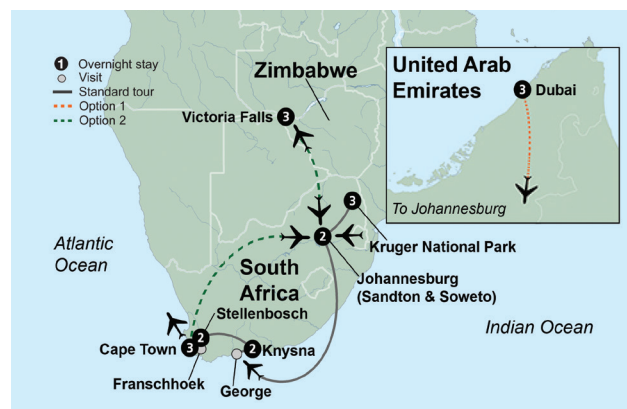 1 Overnight stay
Visit
Standard tour
Option 1
Option 2
Zimbabwe
Victoria Falls 3
United Arab
Emirates
3 Dubai
To Johannesburg
3
Kruger National Park
2
Johannesburg
(Sandton & Soweto)
Atlantic
Ocean
South
Africa
Stellenbosch
2
Cape Town 3
2 Knysna
Franschhoek
George
Indian Ocean